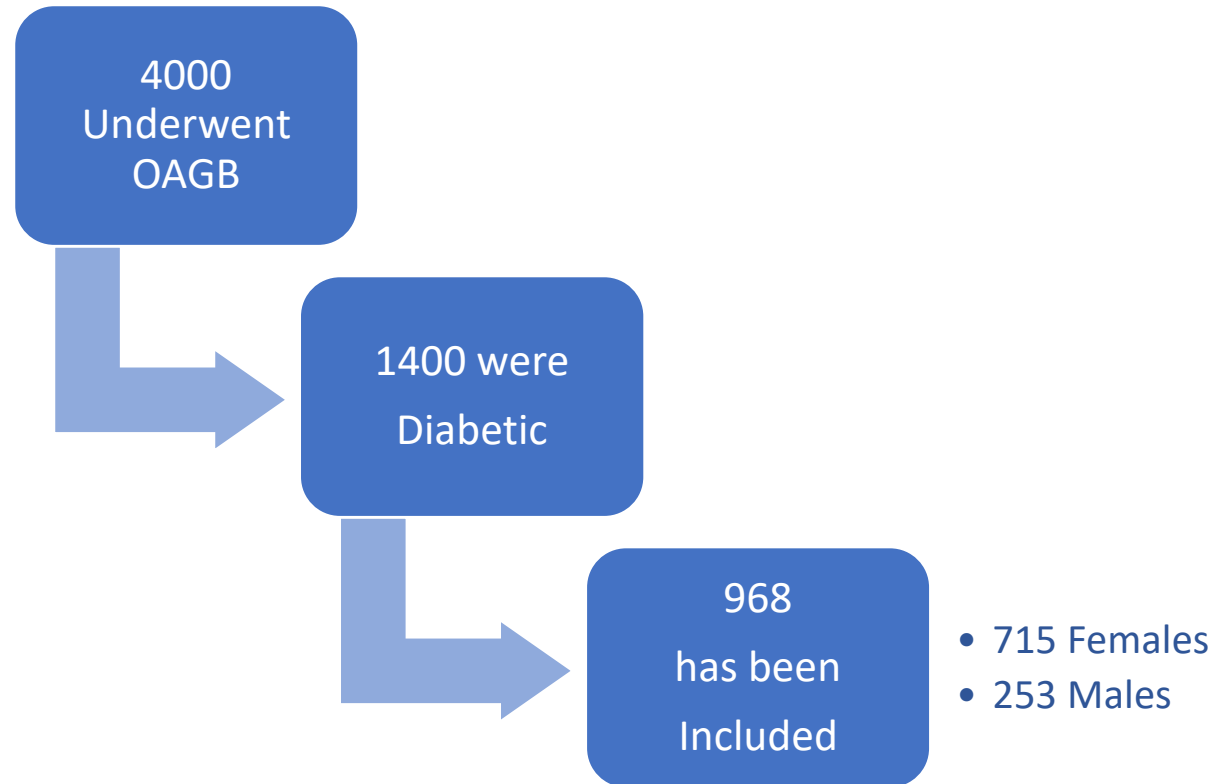 4000
Underwent
OAGB
1400 were
Diabetic
968
has been
Included
• 715 Females
• 253 Males